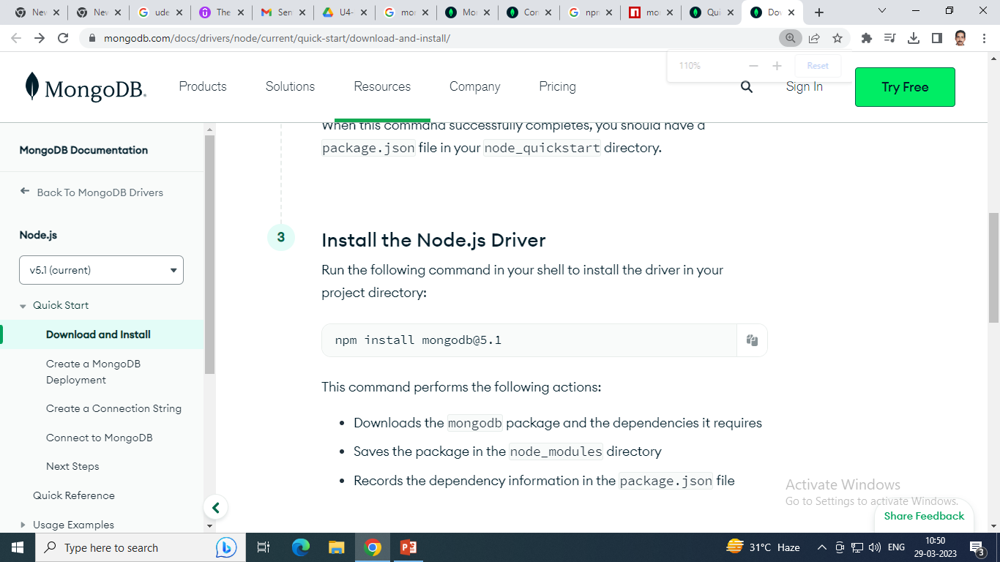 New
New
ude
The
Sen
U4-
mo
Mo
Con
npn
mo
Qui
Do
mongodb.com/docs/drivers/node/current/quick-start/download-and-install/
110%
Reset
MongoDB.
Products
Solutions
Resources
Company
Pricing
Sign In
Try Free
MongoDB Documentation
Back To MongoDB Drivers
Node.js
v5.1 (current)
Quick Start
Download and Install
Create a MongoDB
Deployment
Create a Connection String
Connect to MongoDB
Next Steps
Quick Reference
Usage Examples
When this command successfully completes, you should have a
package.json file in your node_quickstart directory.
3
Install the Node.js Driver
Run the following command in your shell to install the driver in your
project directory:
npm install mongodb@5.1
This command performs the following actions:
• Downloads the mongodb package and the dependencies it requires
• Saves the package in the node_modules directory
• Records the dependency information in the package.json file
Activate Windows
Go to Settings to activate Windows.
Share Feedback
Type here to search
31°C Haze
ENG
10:50
29-03-2023
3